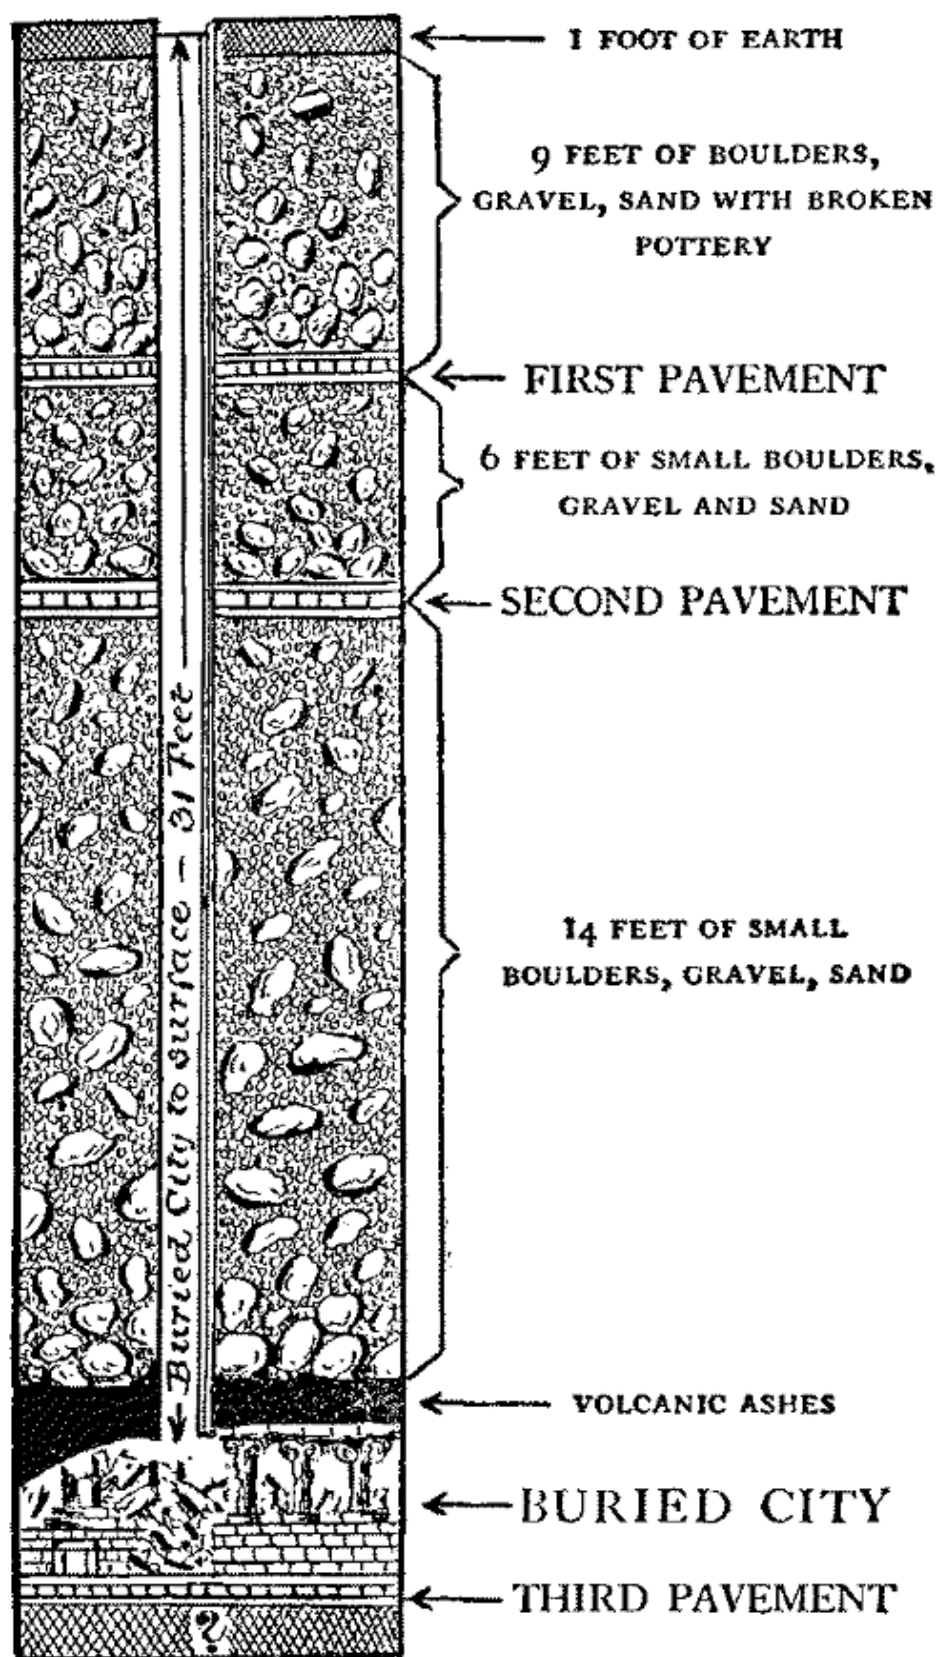 1 FOOT OF EARTH
9 FEET OF BOULDERS,
GRAVEL, SAND WITH BROKEN
POTTERY
FIRST PAVEMENT
6 FEET OF SMALL BOULDERS,
GRAVEL AND SAND
SECOND PAVEMENT
Buried City to surface – 31 Feet
14 FEET OF SMALL
BOULDERS, GRAVEL, SAND
VOLCANIC ASHES
BURIED CITY
THIRD PAVEMENT
?